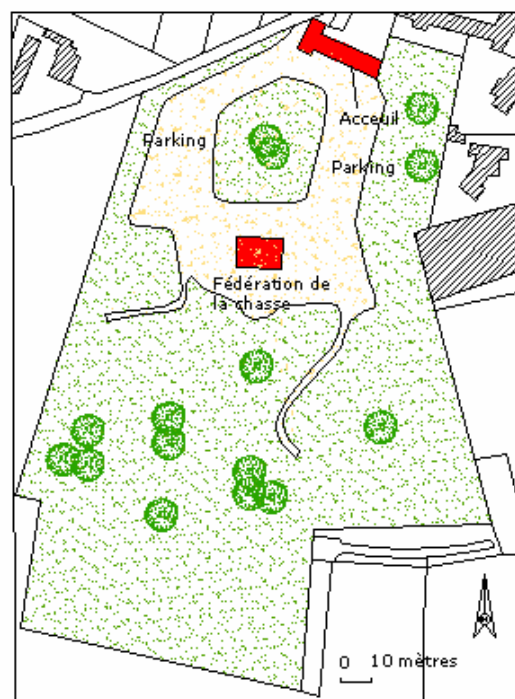 Acceuil
Parking
Parking
Fédération de
la chasse
0 10 mètres